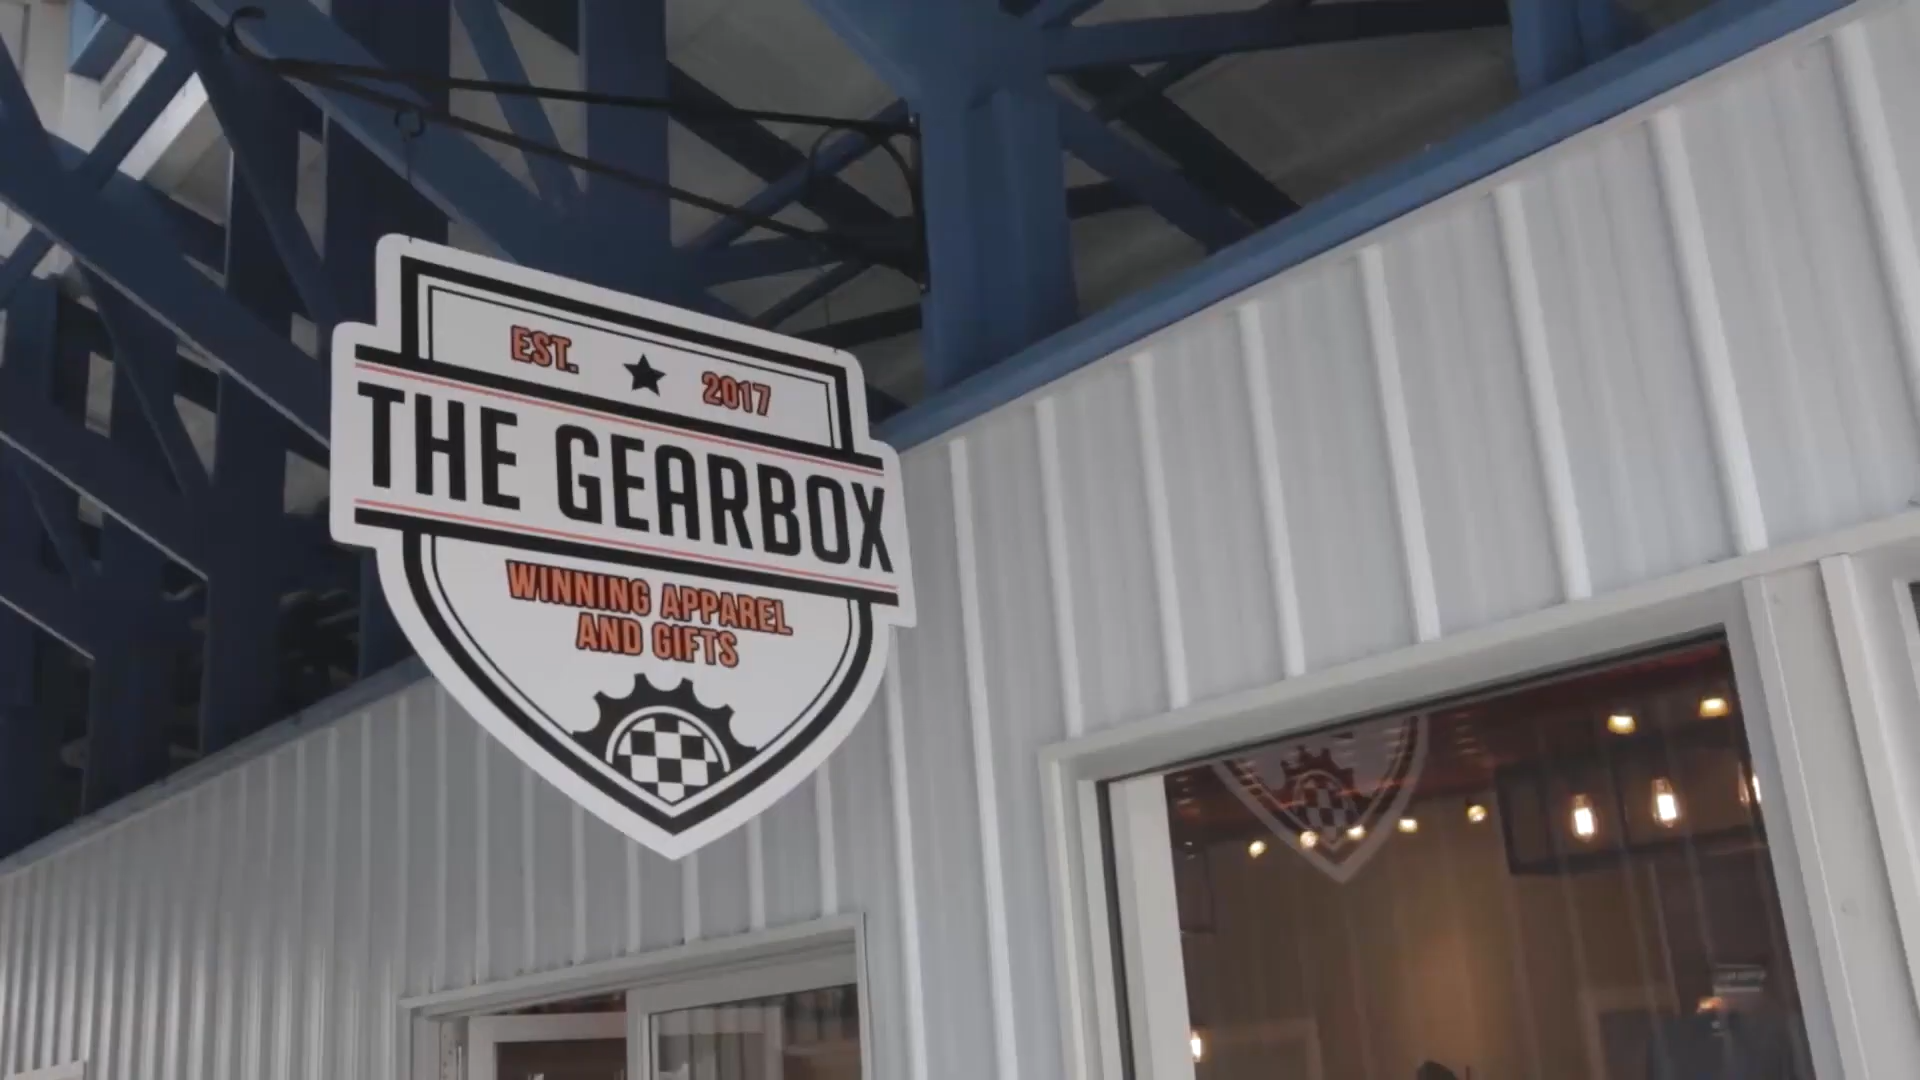 EST. 2017
THE GEARBOX
WINNING APPAREL
AND GIFTS